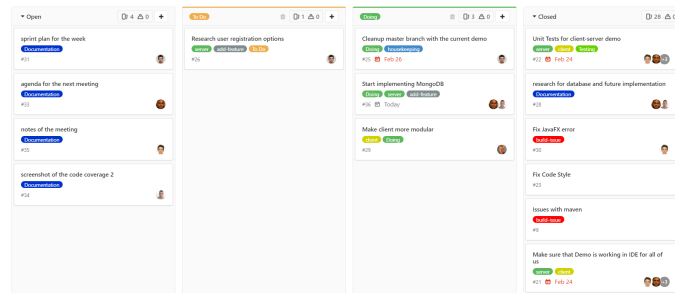 Open 4 0 +
sprint plan for the week
Documentation
#31
agenda for the next meeting
Documentation
#33
notes of the meeting
Documentation
#35
screenshot of the code coverage 2
Documentation
#34
To Do 1 0 +
Research user registration options
server add-feature To Do
#26
Doing 3 0 +
Cleanup master branch with the current demo
Doing housekeeping
#25 Feb 26
Start implementing MongoDB
Doing server add-feature
#36 Today
Make client more modular
client Doing
#29
Closed 28 0
Unit Tests for client-server demo
server client Testing
#22 Feb 24 +3
research for database and future implementation
Documentation
#28
Fix JavaFX error
build-issue
#30
Fix Code Style
#23
Issues with maven
build-issue
#9
Make sure that Demo is working in IDE for all of
us
server client
#21 Feb 24 +3